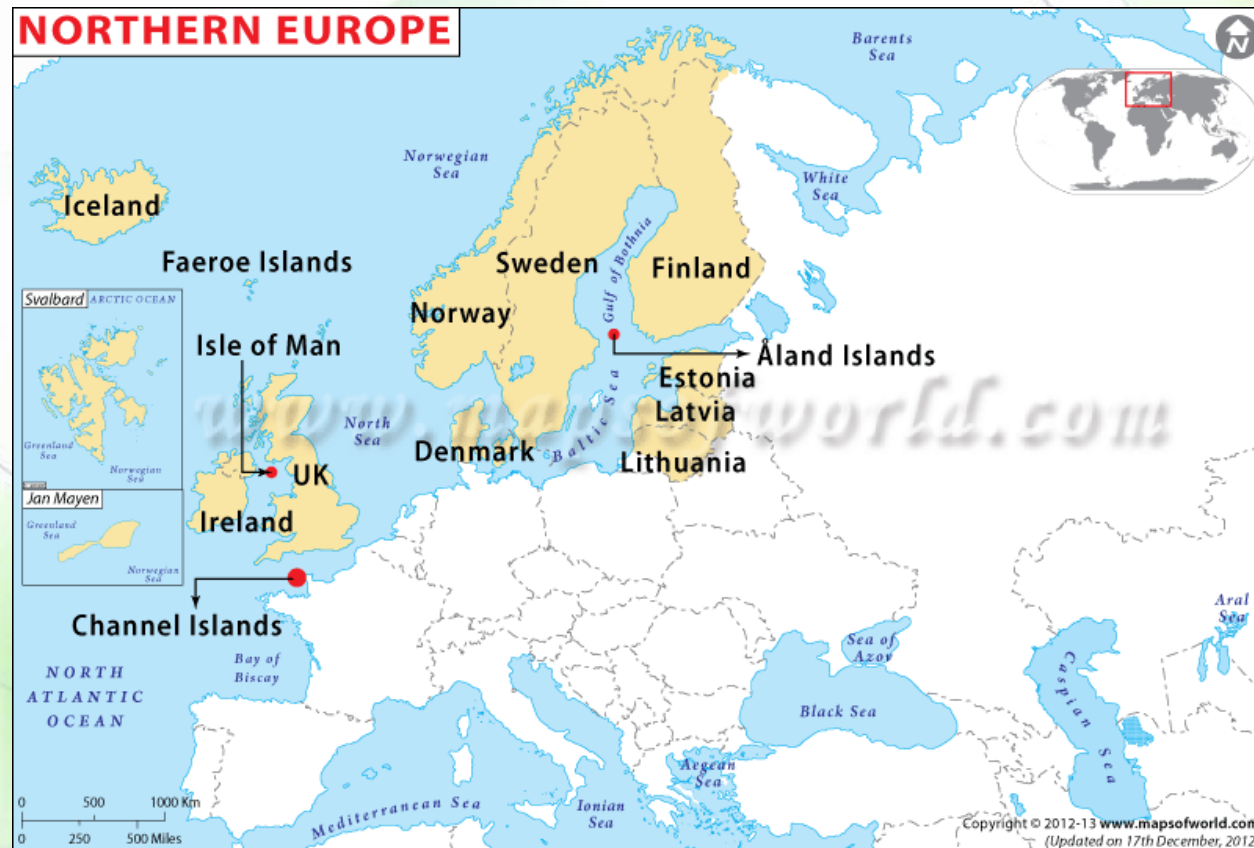 NORTHERN EUROPE
N
Barents
Sea
Norwegian
Sea
White
Sea
Iceland
Faeroe Islands
Sweden
Finland
Gulf of Bothnia
Norway
Svalbard
ARCTIC OCEAN
Greenland
Sea
Norwegian
Sea
Isle of Man
Åland Islands
Estonia
Latvia
Lithuania
www.mapsofworld.com
North
Sea
Denmark
Baltic Sea
UK
Ireland
Jan Mayen
Greenland
Sea
Norwegian
Sea
Channel Islands
Bay of
Biscay
NORTH
ATLANTIC
OCEAN
Sea of
Azov
Black Sea
Caspian Sea
Aral
Sea
Aegean
Sea
Ionian
Sea
Mediterranean Sea
0 500 1000 Km
0 250 500 Miles
Copyright © 2012-13 www.mapsofworld.com
(Updated on 17th December, 2012